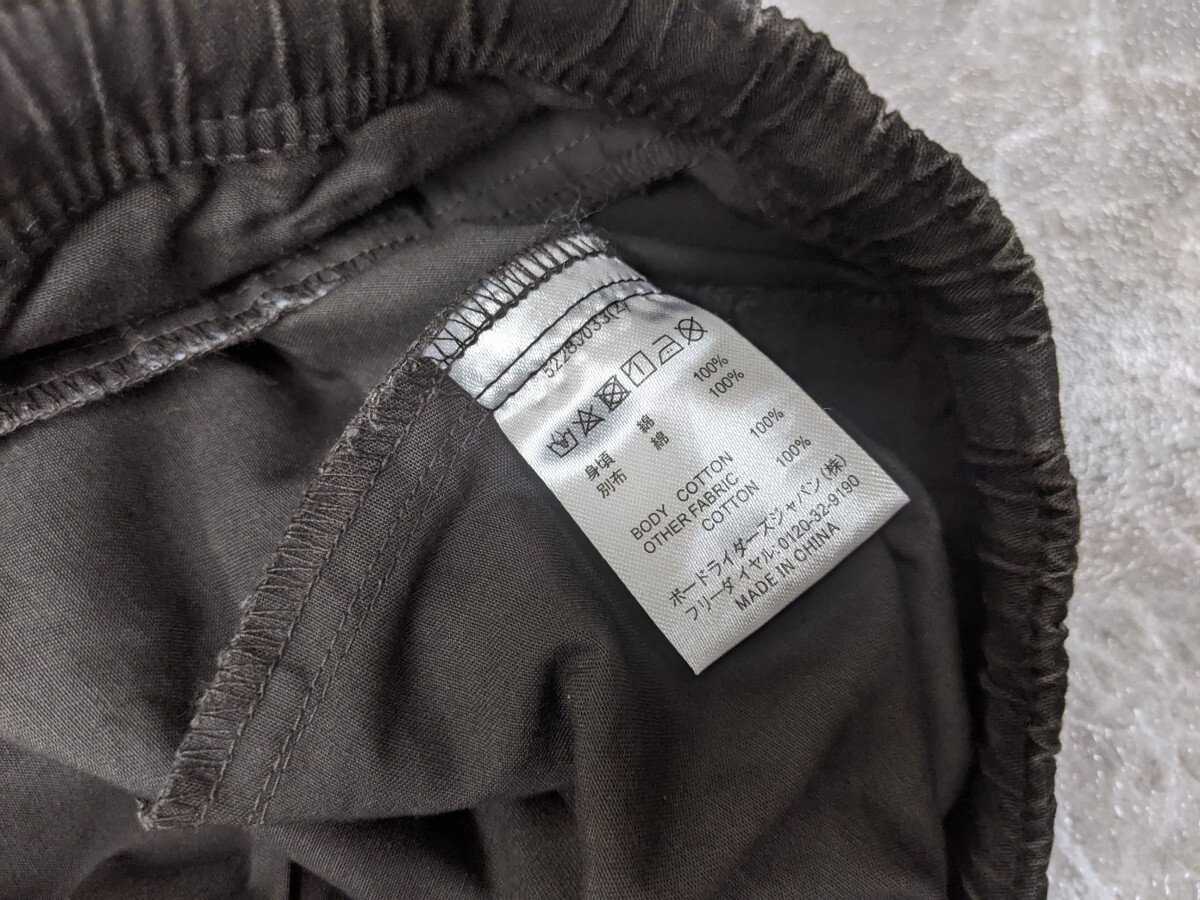 身頃 綿 100%
別布 綿 100%
BODY COTTON 100%
OTHER FABRIC
COTTON 100%
ボードライダーズジャパン(株)
フリーダイヤル:0120-32-9190
MADE IN CHINA